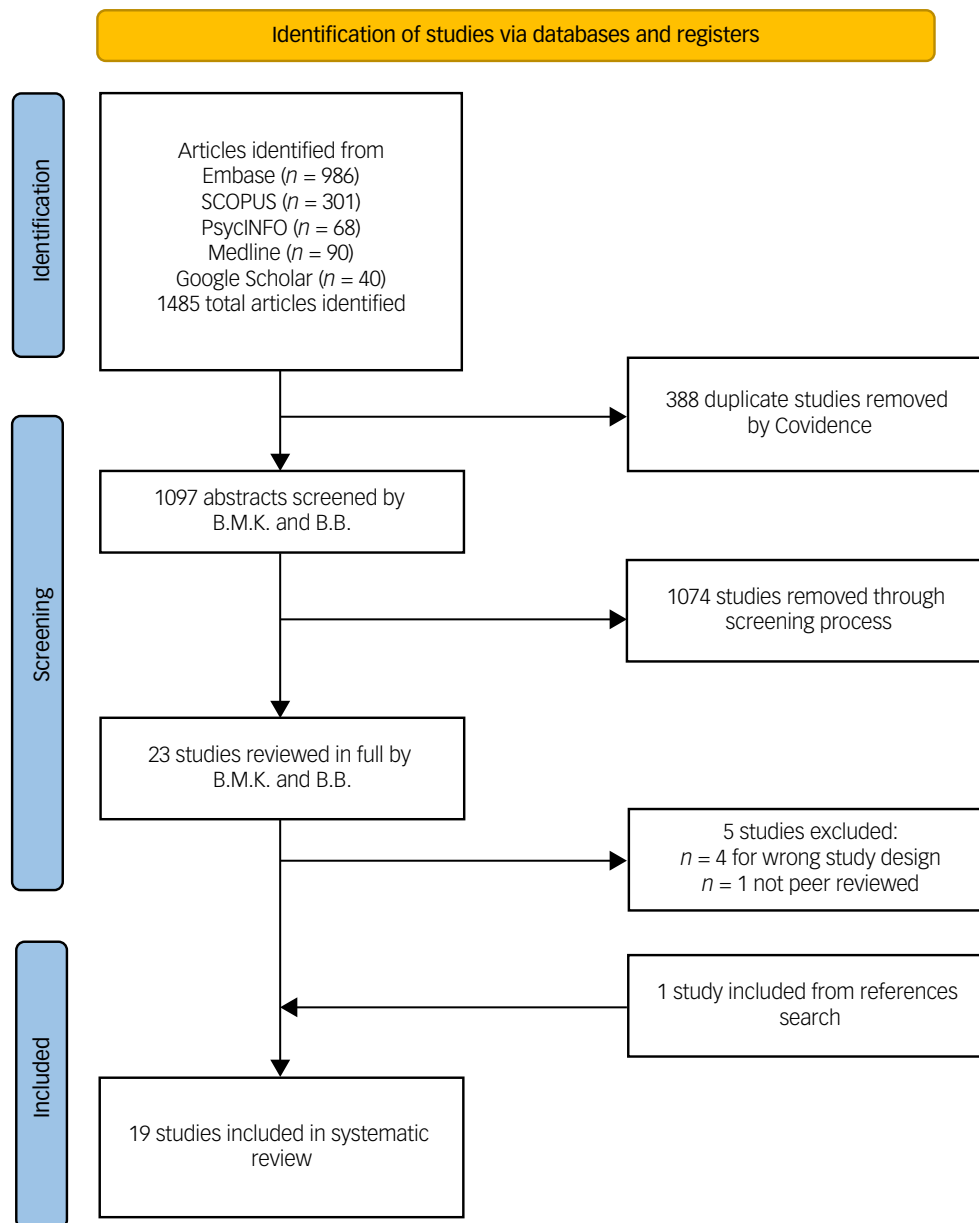 Identification of studies via databases and registers
Identification
Articles identified from
Embase (n = 986)
SCOPUS (n = 301)
PsycINFO (n = 68)
Medline (n = 90)
Google Scholar (n = 40)
1485 total articles identified
388 duplicate studies removed
by Covidence
Screening
1097 abstracts screened by
B.M.K. and B.B.
1074 studies removed through
screening process
23 studies reviewed in full by
B.M.K. and B.B.
5 studies excluded:
n = 4 for wrong study design
n = 1 not peer reviewed
Included
1 study included from references
search
19 studies included in systematic
review